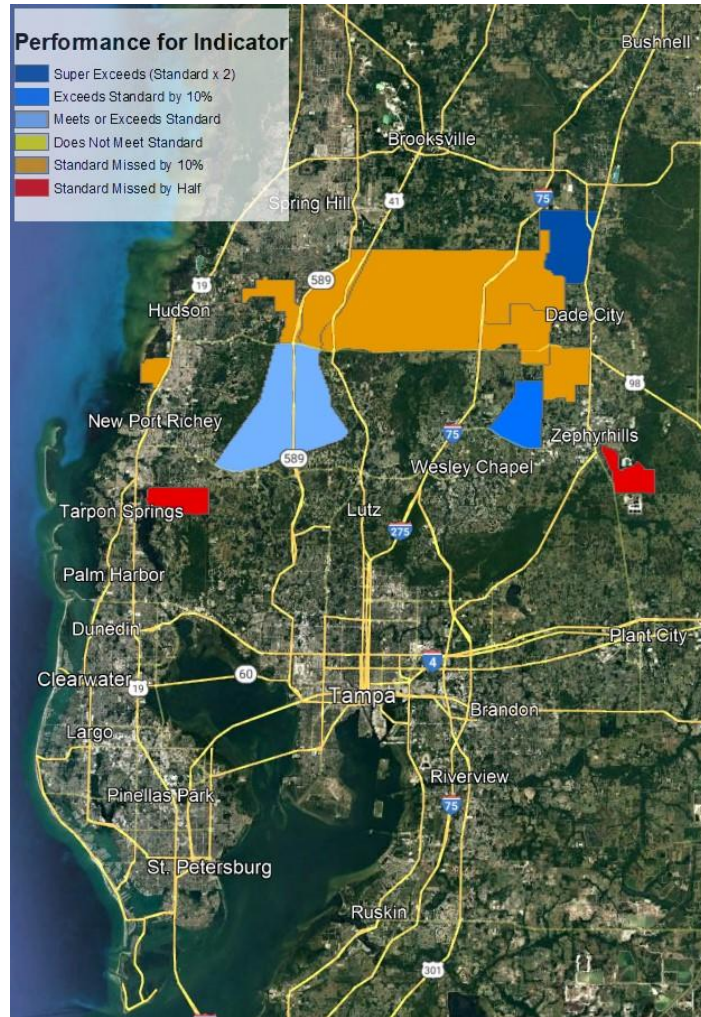 Performance for Indicator
Super Exceeds (Standard x 2)
Exceeds Standard by 10%
Meets or Exceeds Standard
Does Not Meet Standard
Standard Missed by 10%
Standard Missed by Half
Bushnell
Brooksville
Spring Hill
41
75
589
19
Hudson
Dade City
98
New Port Richey
75
Zephyrhills
589
Wesley Chapel
Tarpon Springs
Lutz
275
Palm Harbor
Dunedin
Plant City
4
60
Clearwater
19
Tampa
Brandon
Largo
Riverview
Pinellas Park
75
St. Petersburg
Ruskin
301